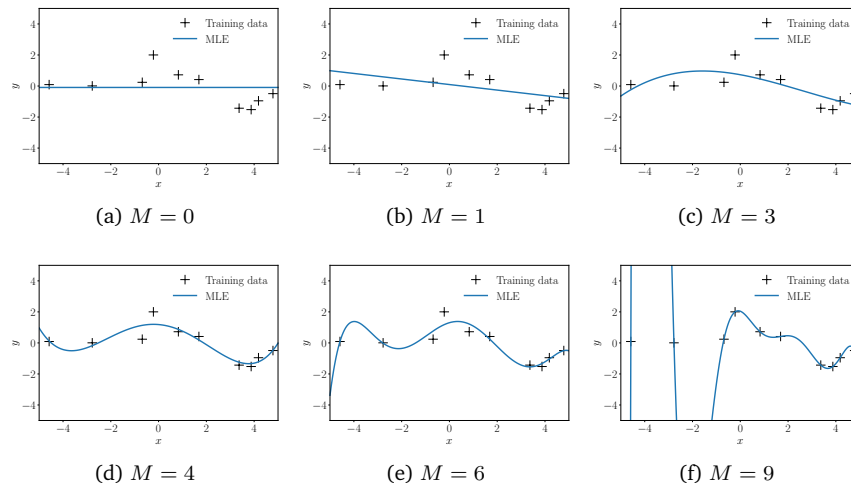 Training data
MLE
4
2
0
−2
−4
y
−4 −2 0 2 4
x
(a) M = 0
Training data
MLE
4
2
0
−2
−4
y
−4 −2 0 2 4
x
(b) M = 1
Training data
MLE
4
2
0
−2
−4
y
−4 −2 0 2 4
x
(c) M = 3
Training data
MLE
4
2
0
−2
−4
y
−4 −2 0 2 4
x
(d) M = 4
Training data
MLE
4
2
0
−2
−4
y
−4 −2 0 2 4
x
(e) M = 6
Training data
MLE
4
2
0
−2
−4
y
−4 −2 0 2 4
x
(f) M = 9